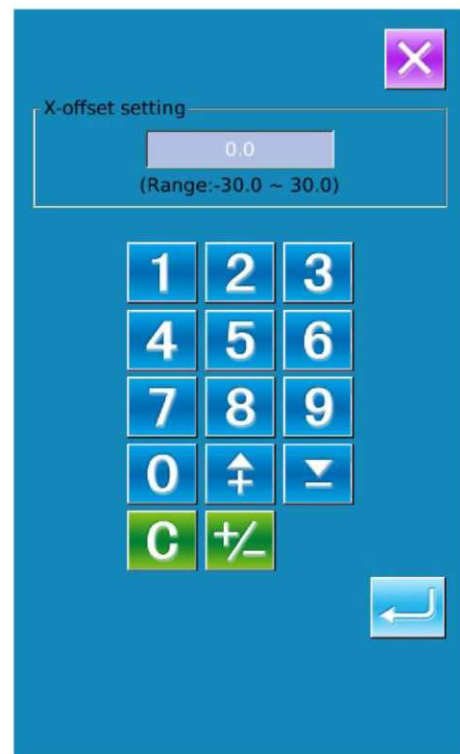 X-offset setting
0.0
(Range:-30.0 ~ 30.0)
1 2 3
4 5 6
7 8 9
0 + −
C +/−